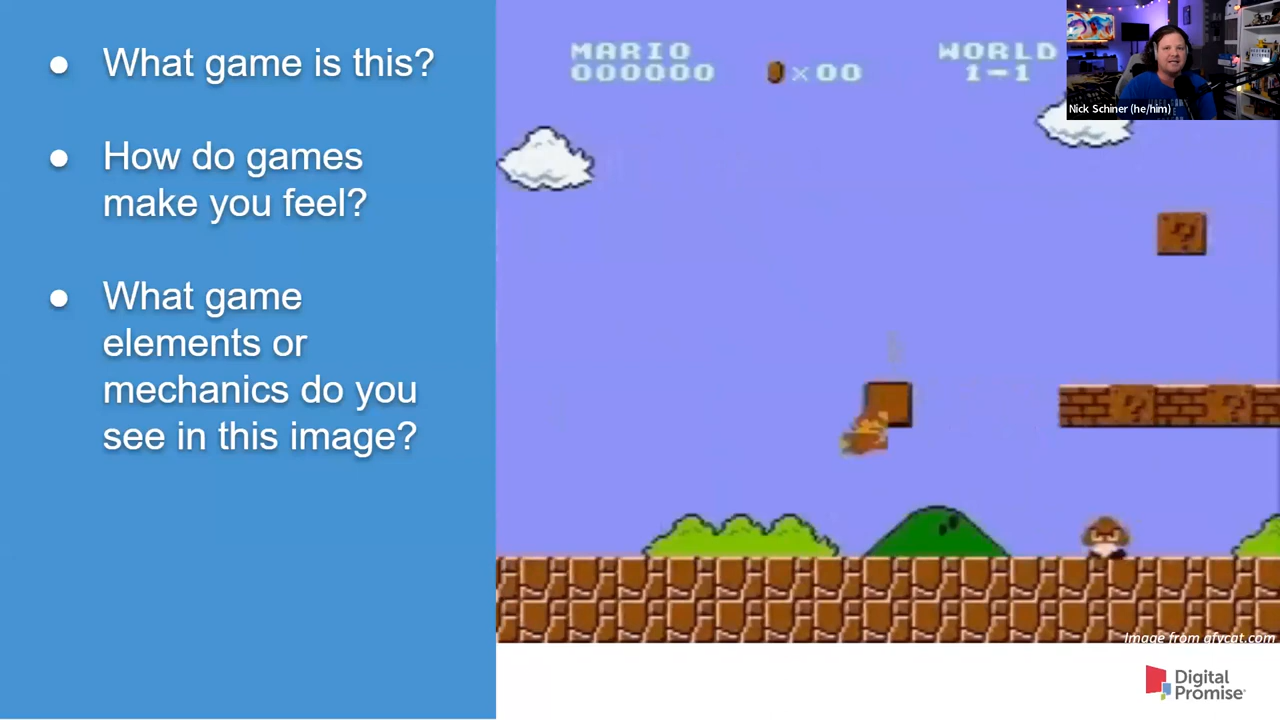 ● What game is this?
● How do games
make you feel?
● What game
elements or
mechanics do you
see in this image?
MARIO
000000
×00
WORLD
1-1
Nick Schiner (he/him)
?
? ?
Image from gfycat.com
Digital
Promise